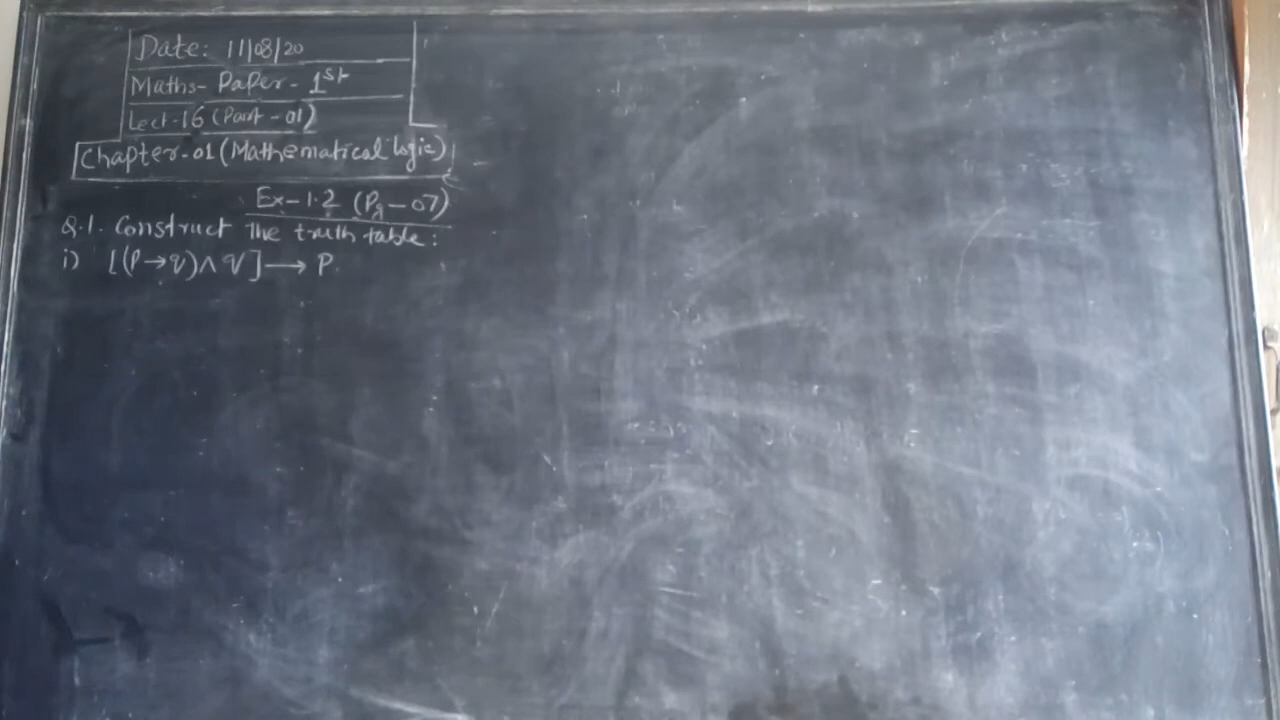 Date: 11/08/20
Maths- Paper- 1st
Lect-16 (Part-01)
Chapter-01 (Mathematical logic)
Ex-1.2 (Pg-07)
Q.1. Construct the truth table:
i) [(P→q)∧q]⟶P.